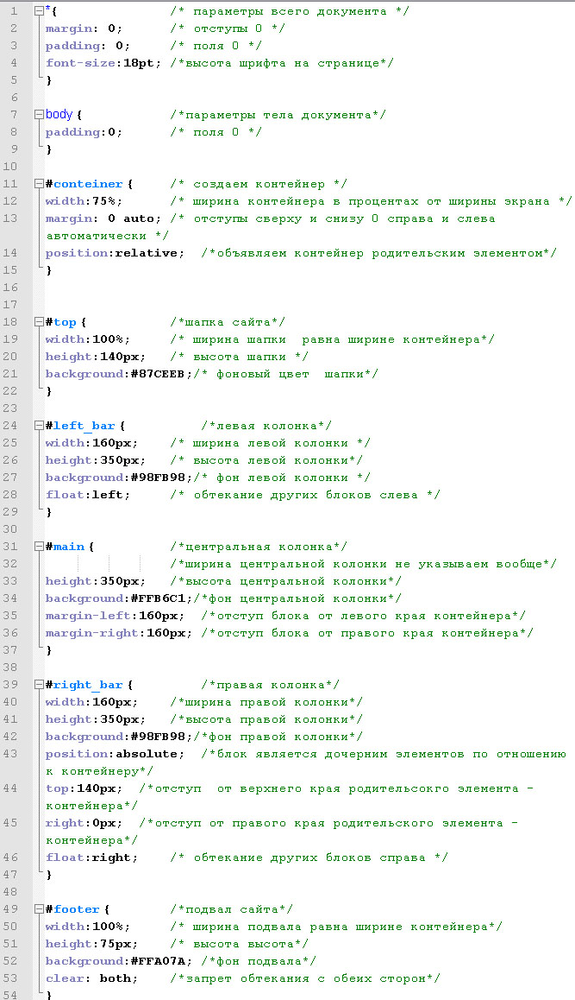 1 *{ /* параметры всего документа */
2 margin: 0; /* отступы 0 */
3 padding: 0; /* поля 0 */
4 font-size:18pt; /*высота шрифта на странице*/
5 }
6
7 body { /*параметры тела документа*/
8 padding:0; /* поля 0 */
9 }
10
11 #conteiner { /* создаем контейнер */
12 width:75%; /* ширина контейнера в процентах от ширины экрана */
13 margin: 0 auto; /* отступы сверху и снизу 0 справа и слева
автоматически */
14 position:relative; /*объявляем контейнер родительским элементом*/
15 }
16
17
18 #top { /*шапка сайта*/
19 width:100%; /* ширина шапки равна ширине контейнера*/
20 height:140px; /* высота шапки */
21 background:#87CEEB;/* фоновый цвет шапки*/
22 }
23
24 #left_bar { /*левая колонка*/
25 width:160px; /* ширина левой колонки */
26 height:350px; /* высота левой колонки*/
27 background:#98FB98;/* фон левой колонки */
28 float:left; /* обтекание других блоков слева */
29 }
30
31 #main { /*центральная колонка*/
32 /*ширина центральной колонки не указываем вообще*/
33 height:350px; /*высота центральной колонки*/
34 background:#FFB6C1;/*фон центральной колонки*/
35 margin-left:160px; /*отступ блока от левого края контейнера*/
36 margin-right:160px; /*отступ блока от правого края контейнера*/
37 }
38
39 #right_bar { /*правая колонка*/
40 width:160px; /*ширина правой колонки*/
41 height:350px; /*высота правой колонки*/
42 background:#98FB98;/*фон правой колонки*/
43 position:absolute; /*блок является дочерним элементов по отношению
к контейнеру*/
44 top:140px; /*отступ от верхнего края родительсокго элемента -
контейнера*/
45 right:0px; /*отступ от правого края родительского элемента -
контейнера*/
46 float:right; /* обтекание других блоков справа */
47 }
48
49 #footer { /*подвал сайта*/
50 width:100%; /* ширина подвала равна ширине контейнера*/
51 height:75px; /* высота высота*/
52 background:#FFA07A; /*фон подвала*/
53 clear: both; /*запрет обтекания с обеих сторон*/
54 }